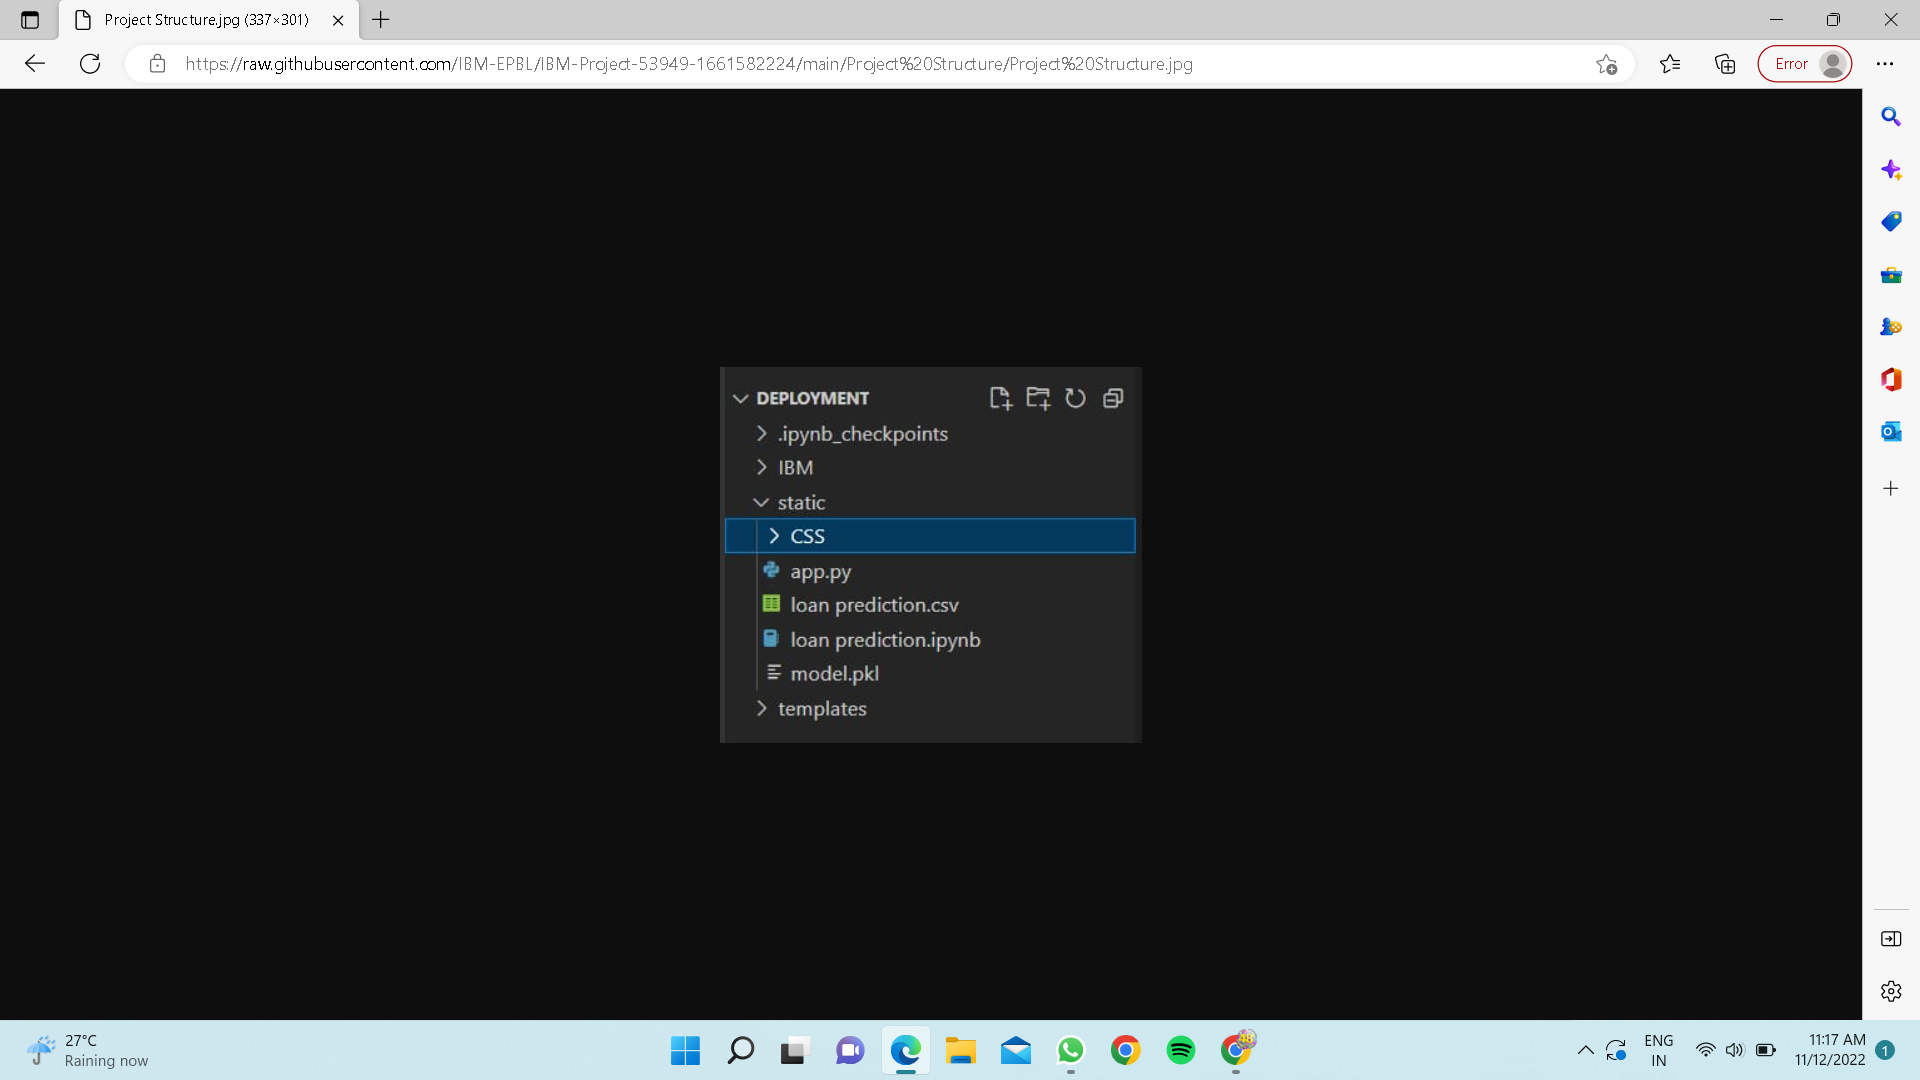 Project Structure.jpg (337×301)
https://raw.githubusercontent.com/IBM-EPBL/IBM-Project-53949-1661582224/main/Project%20Structure/Project%20Structure.jpg
Error
DEPLOYMENT
.ipynb_checkpoints
IBM
static
CSS
app.py
loan prediction.csv
loan prediction.ipynb
model.pkl
templates
27°C
Raining now
ENG
IN
11:17 AM
11/12/2022
1